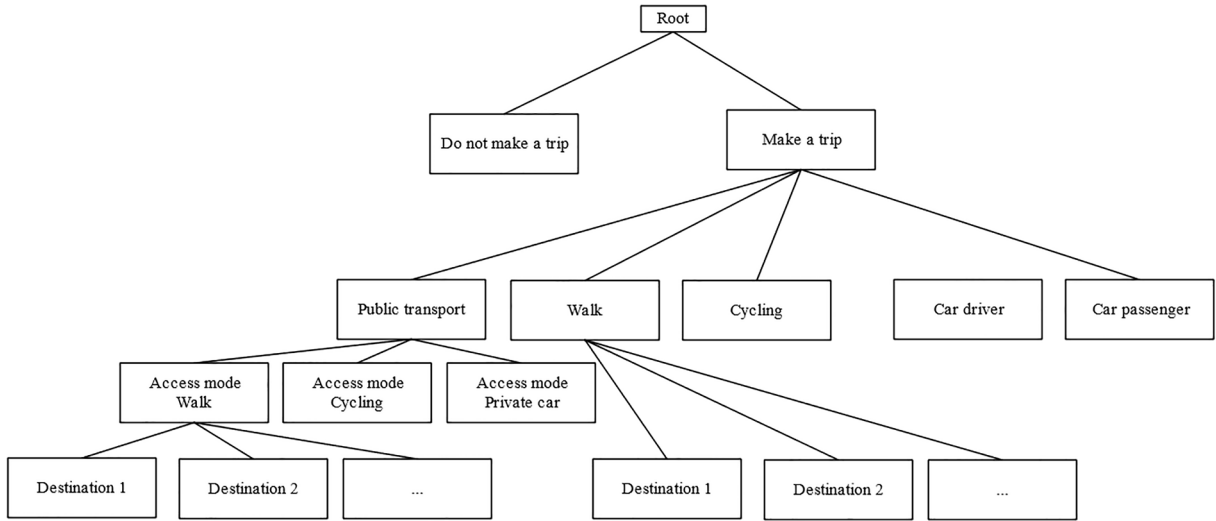 Root
Do not make a trip
Make a trip
Public transport
Walk
Cycling
Car driver
Car passenger
Access mode
Walk
Access mode
Cycling
Access mode
Private car
Destination 1
Destination 2
...
Destination 1
Destination 2
...